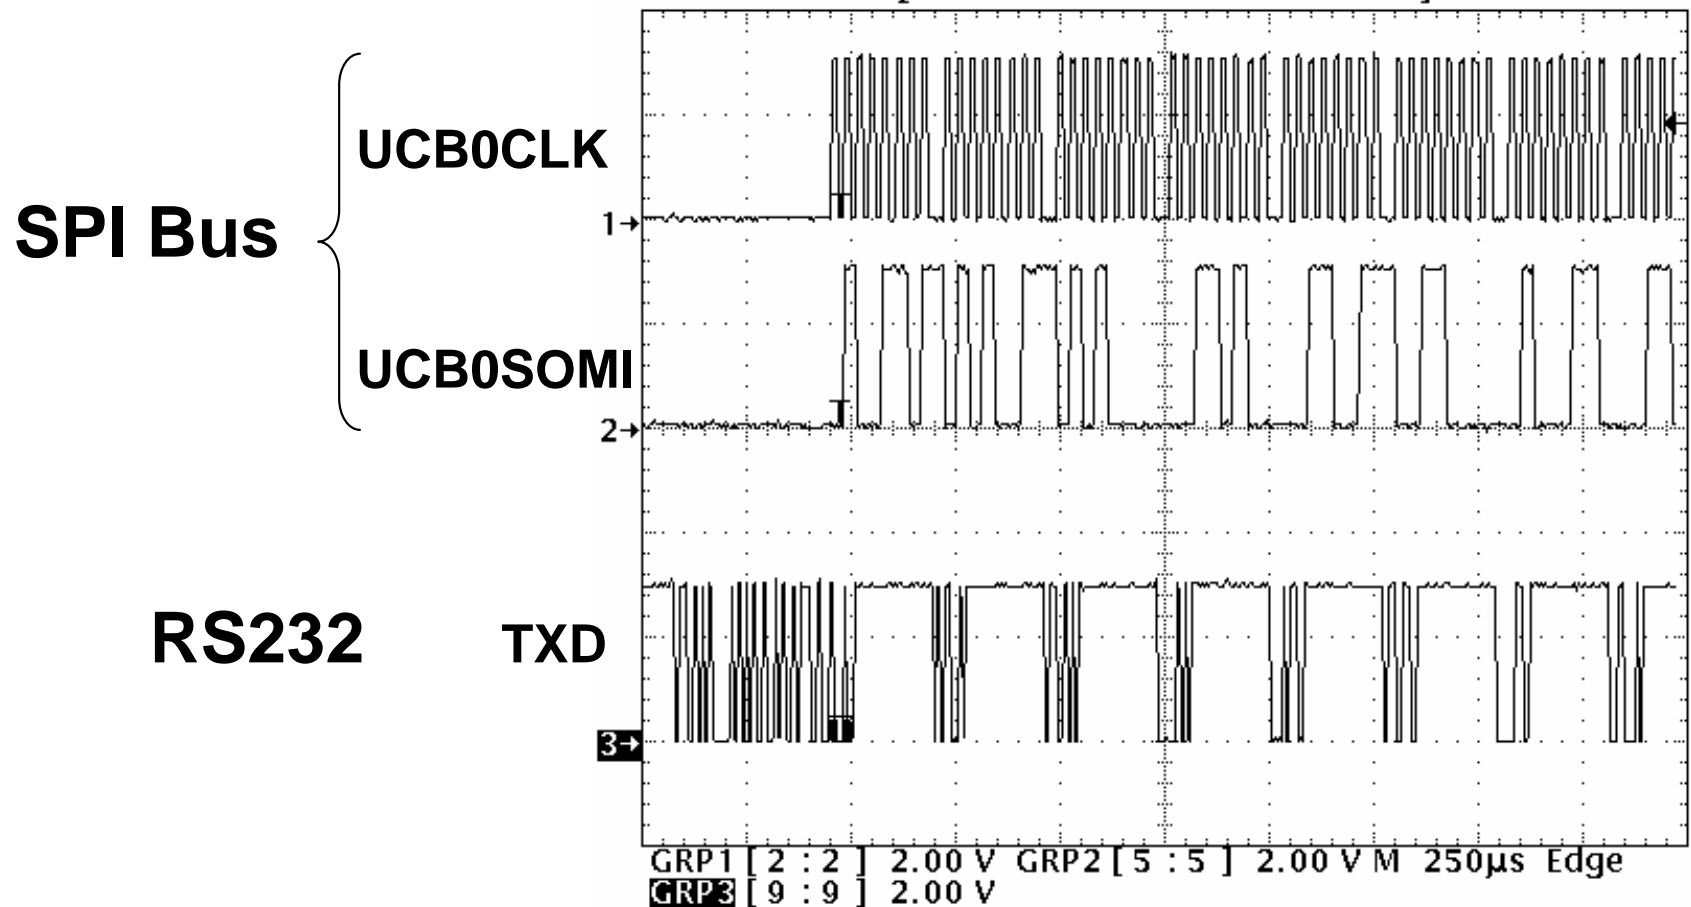 UCB0CLK
SPI Bus
1→
UCB0SOMI
2→
RS232 TXD
3→
GRP1 [ 2 : 2 ] 2.00 V GRP2 [ 5 : 5 ] 2.00 V M 250µs Edge
GRP3 [ 9 : 9 ] 2.00 V